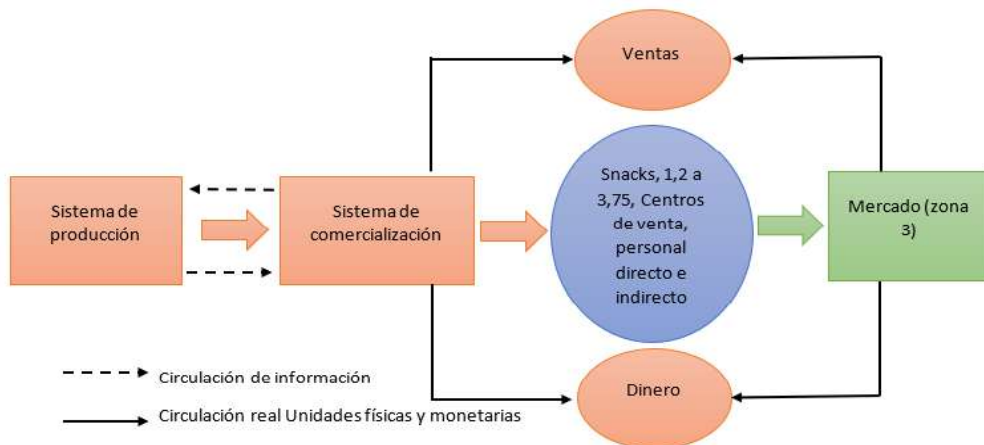 Ventas
Sistema de
producción
Sistema de
comercialización
Snacks, 1,2 a
3,75, Centros
de venta,
personal
directo e
indirecto
Mercado (zona
3)
Dinero
Circulación de información
Circulación real Unidades físicas y monetarias